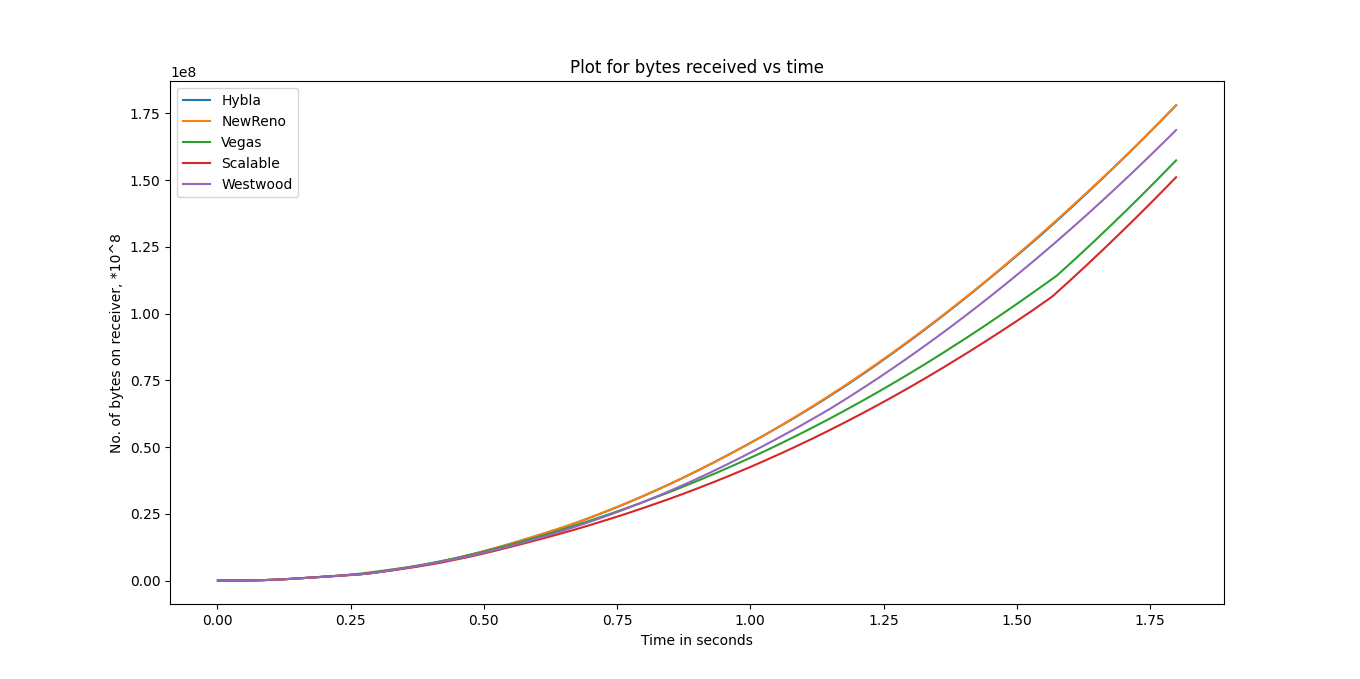 Plot for bytes received vs time
1e8
Hybla
NewReno
Vegas
Scalable
Westwood
1.75
1.50
1.25
1.00
0.75
0.50
0.25
0.00
No. of bytes on receiver, *10^8
0.00 0.25 0.50 0.75 1.00 1.25 1.50 1.75
Time in seconds